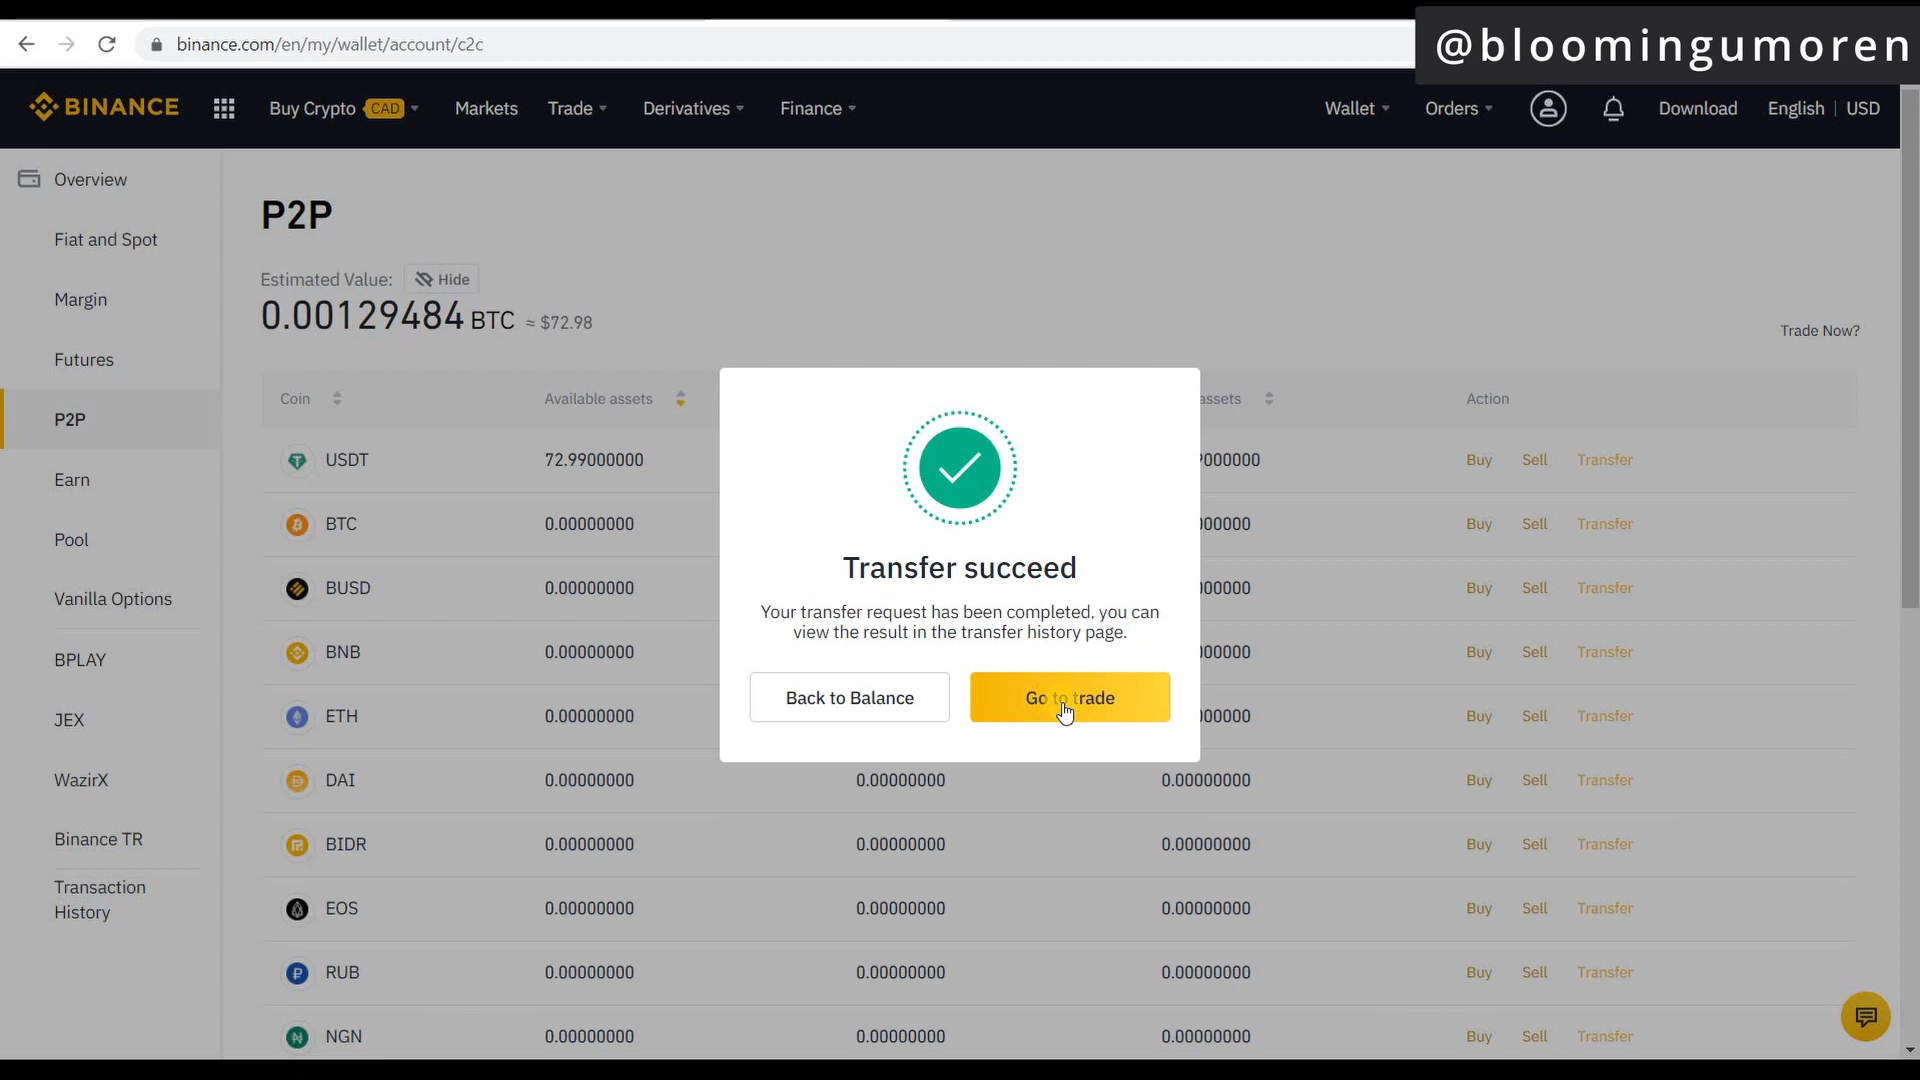 binance.com/en/my/wallet/account/c2c
@bloomingumoren
BINANCE Buy Crypto CAD Markets Trade Derivatives Finance Wallet Orders Download English USD
Overview
Fiat and Spot
Margin
Futures
P2P
Earn
Pool
Vanilla Options
BPLAY
JEX
WazirX
Binance TR
Transaction
History
P2P
Estimated Value: Hide
0.00129484 BTC ≈ $72.98
Trade Now?
Coin Available assets assets Action
USDT 72.99000000 Buy Sell Transfer
BTC 0.00000000 Buy Sell Transfer
BUSD 0.00000000 Buy Sell Transfer
BNB 0.00000000 Buy Sell Transfer
ETH 0.00000000 Buy Sell Transfer
DAI 0.00000000 0.00000000 0.00000000 Buy Sell Transfer
BIDR 0.00000000 0.00000000 0.00000000 Buy Sell Transfer
EOS 0.00000000 0.00000000 0.00000000 Buy Sell Transfer
RUB 0.00000000 0.00000000 0.00000000 Buy Sell Transfer
NGN 0.00000000 0.00000000 0.00000000 Buy Sell Transfer
Transfer succeed
Your transfer request has been completed, you can
view the result in the transfer history page.
Back to Balance Go to trade